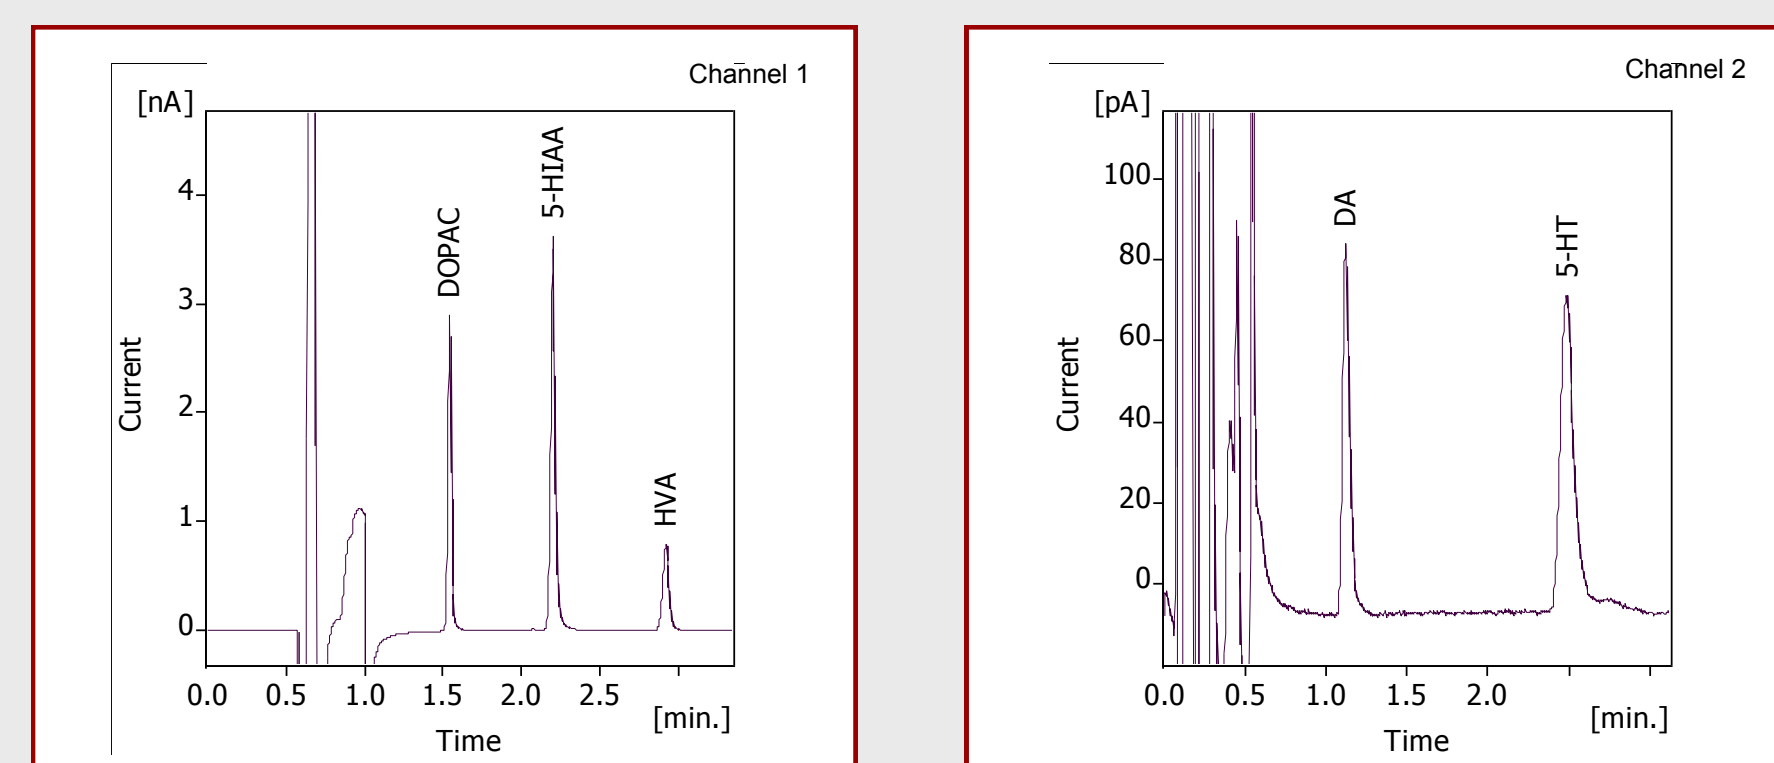 Channel 1
[nA]
4
3
2
1
0
Current
DOPAC
5-HIAA
HVA
0.0 0.5 1.0 1.5 2.0 2.5
[min.]
Time
Channel 2
[pA]
100
80
60
40
20
0
Current
DA
5-HT
0.0 0.5 1.0 1.5 2.0
[min.]
Time